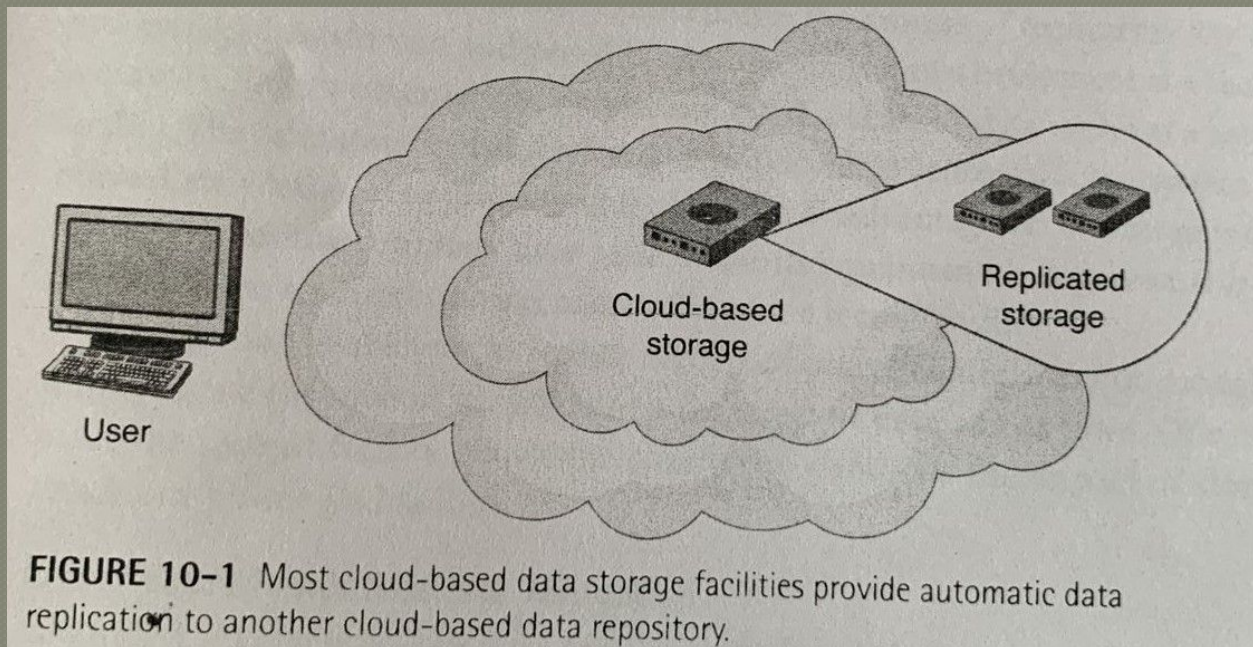 User
Cloud-based
storage
Replicated
storage
FIGURE 10-1 Most cloud-based data storage facilities provide automatic data
replication to another cloud-based data repository.